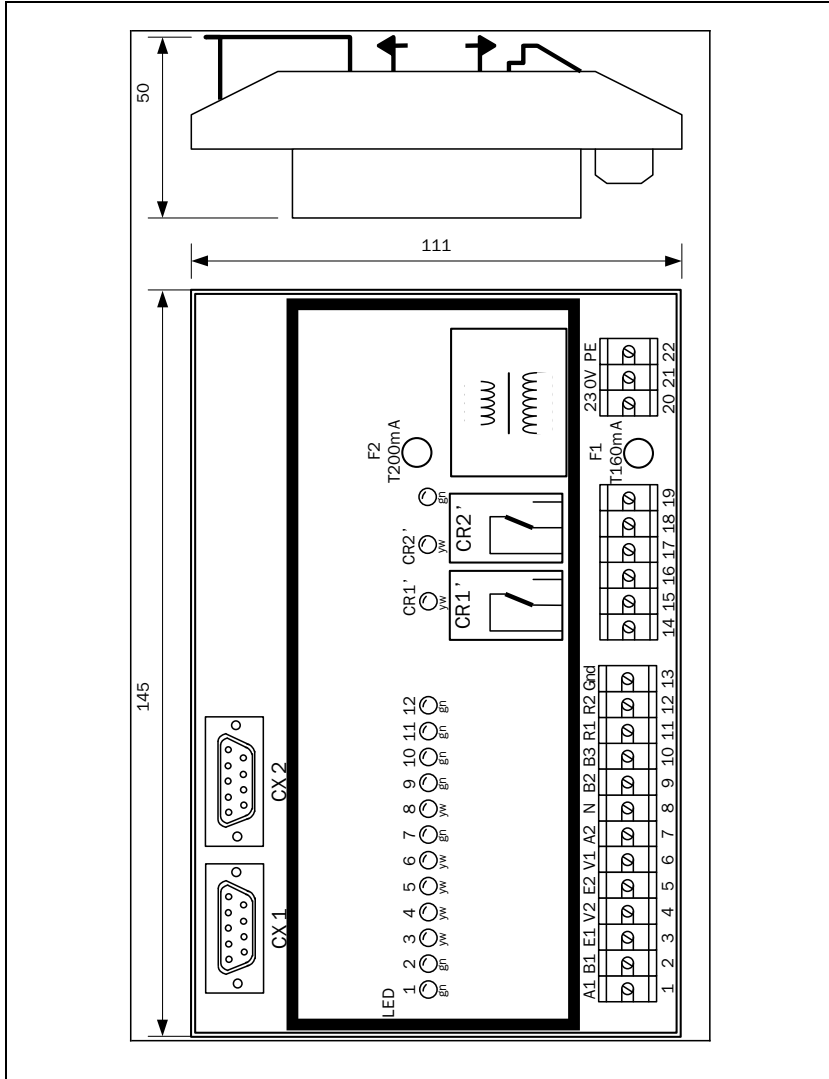 50
111
145
23 0V PE
20 21 22
F2
T200mA
F1
T160mA
gn
CR2'
yw
CR2'
CR1'
yw
CR1'
14 15 16 17 18 19
CX 1
CX 2
LED
1 2 3 4 5 6 7 8 9 10 11 12
gn gn yw yw yw yw gn yw gn gn gn gn
A1 B1 E1 V2 E2 V1 A2 N B2 B3 R1 R2 Gnd
1 2 3 4 5 6 7 8 9 10 11 12 13